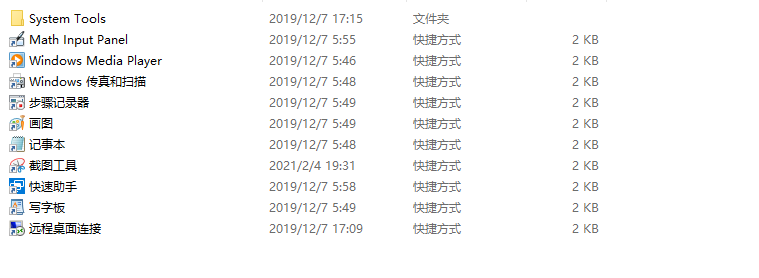 System Tools 2019/12/7 17:15 文件夹
Math Input Panel 2019/12/7 5:55 快捷方式 2 KB
Windows Media Player 2019/12/7 5:46 快捷方式 2 KB
Windows 传真和扫描 2019/12/7 5:48 快捷方式 2 KB
步骤记录器 2019/12/7 5:49 快捷方式 2 KB
画图 2019/12/7 5:49 快捷方式 2 KB
记事本 2019/12/7 5:48 快捷方式 2 KB
截图工具 2021/2/4 19:31 快捷方式 2 KB
快速助手 2019/12/7 5:58 快捷方式 2 KB
写字板 2019/12/7 5:49 快捷方式 2 KB
远程桌面连接 2019/12/7 17:09 快捷方式 2 KB